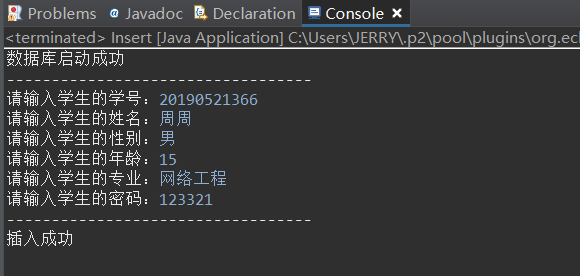 Problems @ Javadoc Declaration Console
<terminated> Insert [Java Application] C:\Users\JERRY\.p2\pool\plugins\org.ecl
数据库启动成功
--------------------------------
请输入学生的学号：20190521366
请输入学生的姓名：周周
请输入学生的性别：男
请输入学生的年龄：15
请输入学生的专业：网络工程
请输入学生的密码：123321
--------------------------------
插入成功